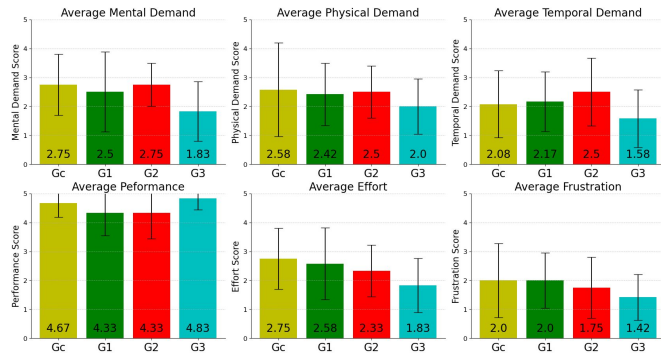 Average Mental Demand
Mental Demand Score
5
4
3
2
1
0
2.75 2.5 2.75 1.83
Gc G1 G2 G3
Average Physical Demand
Physical Demand Score
5
4
3
2
1
0
2.58 2.42 2.5 2.0
Gc G1 G2 G3
Average Temporal Demand
Temporal Demand Score
5
4
3
2
1
0
2.08 2.17 2.5 1.58
Gc G1 G2 G3
Average Peformance
Performance Score
5
4
3
2
1
0
4.67 4.33 4.33 4.83
Gc G1 G2 G3
Average Effort
Effort Score
5
4
3
2
1
0
2.75 2.58 2.33 1.83
Gc G1 G2 G3
Average Frustration
Frustration Score
5
4
3
2
1
0
2.0 2.0 1.75 1.42
Gc G1 G2 G3